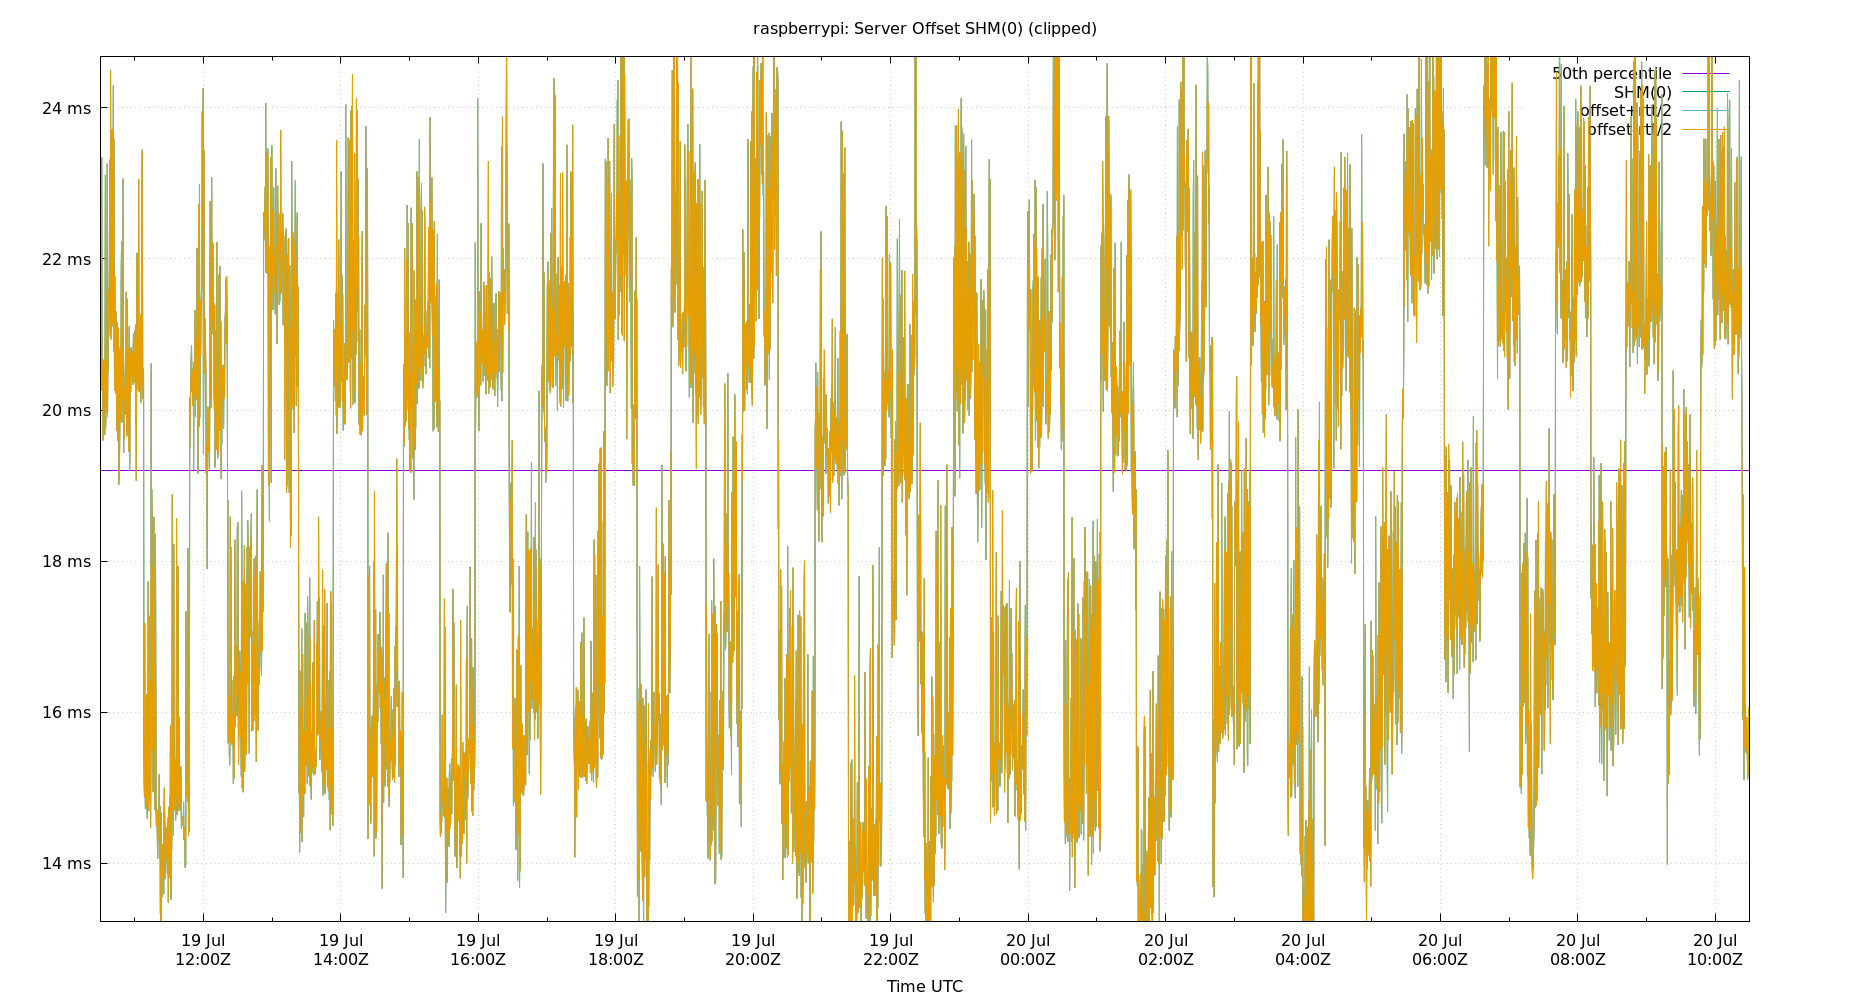 raspberrypi: Server Offset SHM(0) (clipped)
50th percentile
SHM(0)
offset+rtt/2
offset-rtt/2
24 ms
22 ms
20 ms
18 ms
16 ms
14 ms
19 Jul 19 Jul 19 Jul 19 Jul 19 Jul 19 Jul 20 Jul 20 Jul 20 Jul 20 Jul 20 Jul 20 Jul
12:00Z 14:00Z 16:00Z 18:00Z 20:00Z 22:00Z 00:00Z 02:00Z 04:00Z 06:00Z 08:00Z 10:00Z
Time UTC